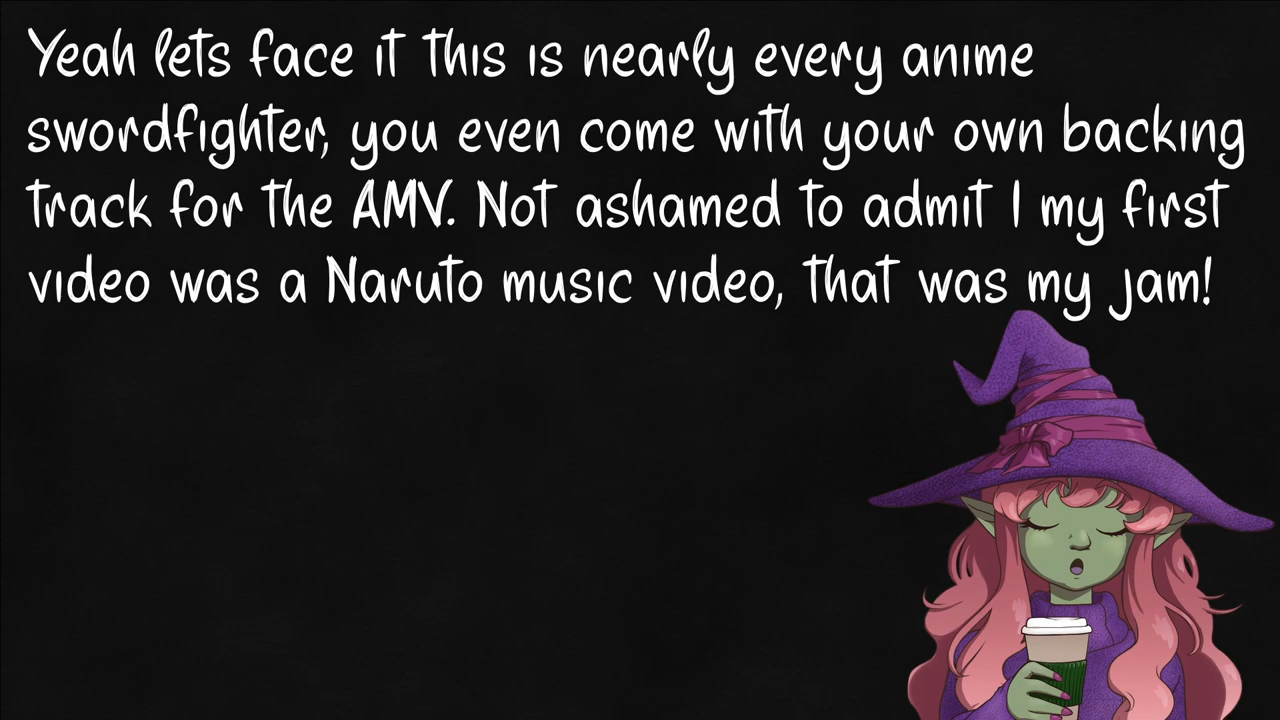 Yeah lets face it this is nearly every anime
swordfighter, you even come with your own backing
track for the AMV. Not ashamed to admit I my first
video was a Naruto music video, that was my jam!